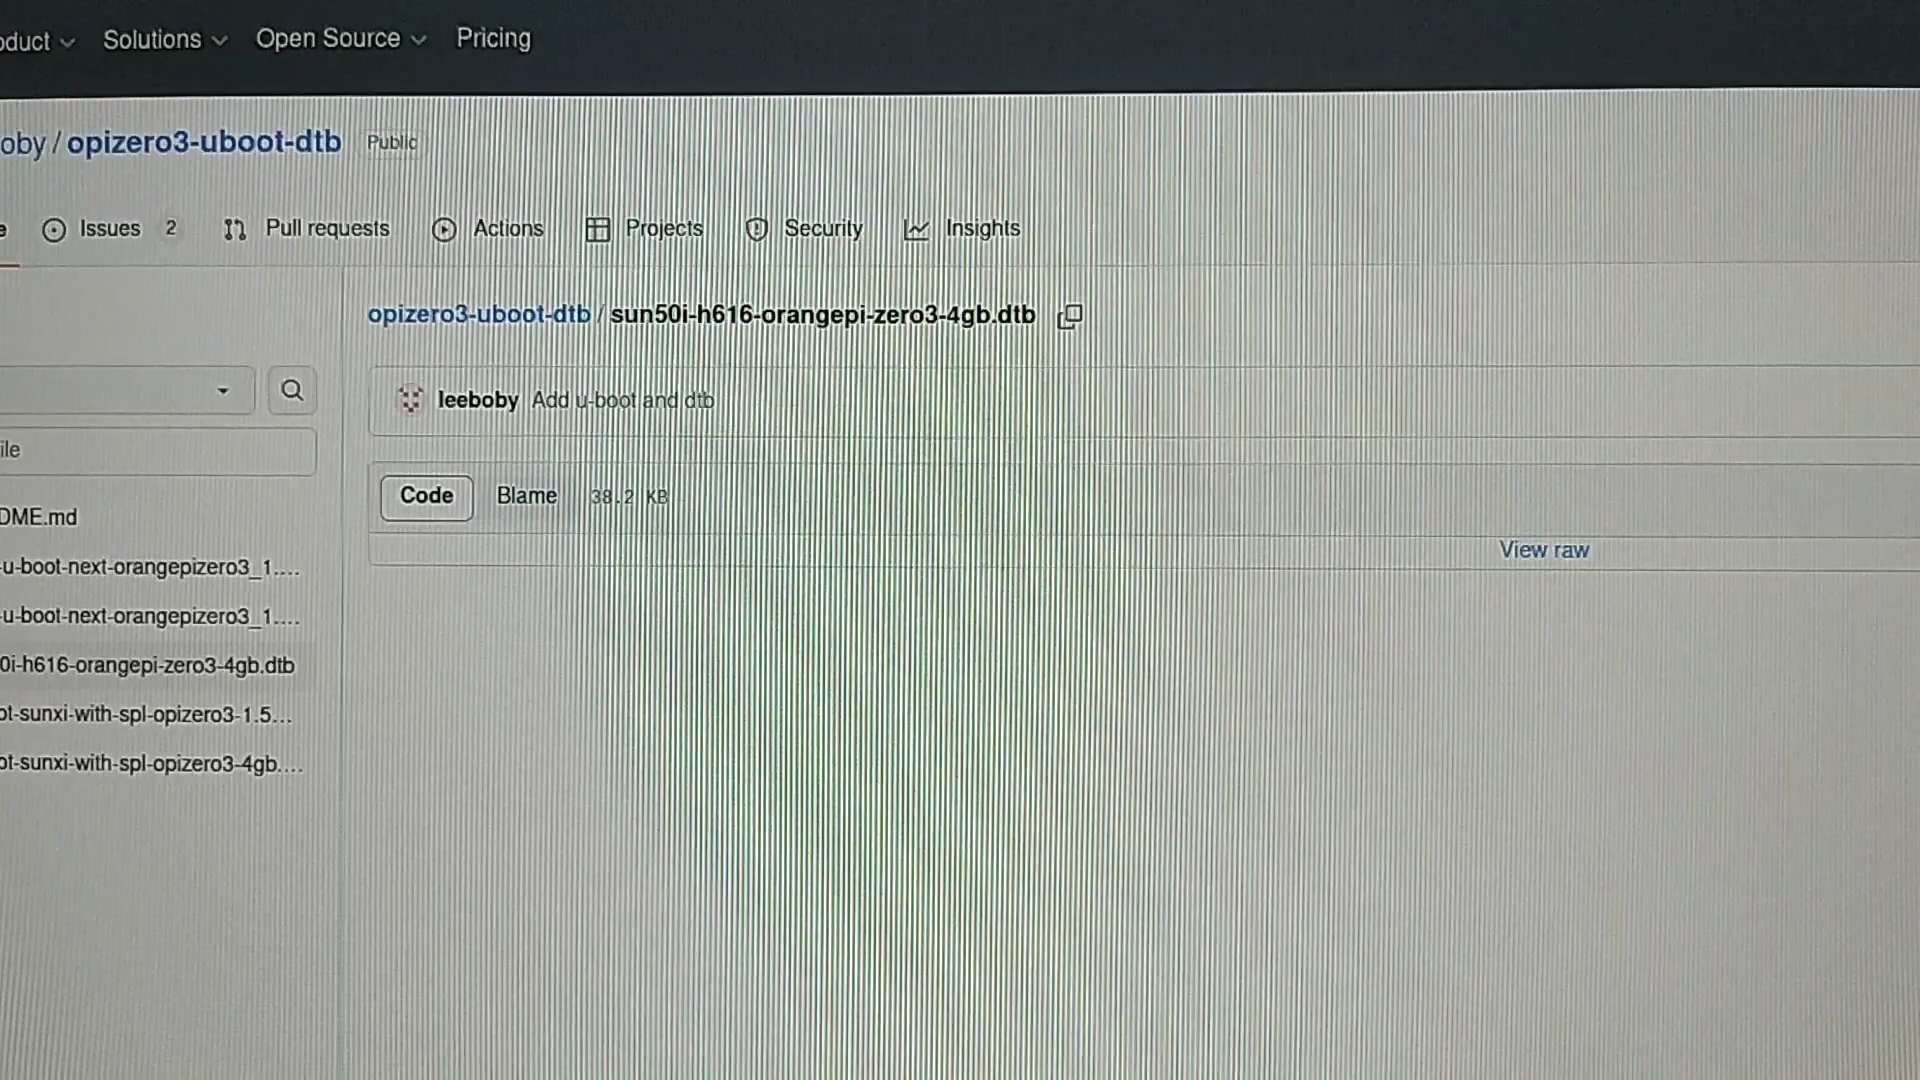 oduct Solutions Open Source Pricing
oby / opizero3-uboot-dtb Public
e Issues 2 Pull requests Actions Projects Security Insights
opizero3-uboot-dtb / sun50i-h616-orangepi-zero3-4gb.dtb
leeboby Add u-boot and dtb
ile
Code Blame 38.2 KB
View raw
DME.md
-u-boot-next-orangepizero3_1....
-u-boot-next-orangepizero3_1....
0i-h616-orangepi-zero3-4gb.dtb
ot-sunxi-with-spl-opizero3-1.5...
ot-sunxi-with-spl-opizero3-4gb....